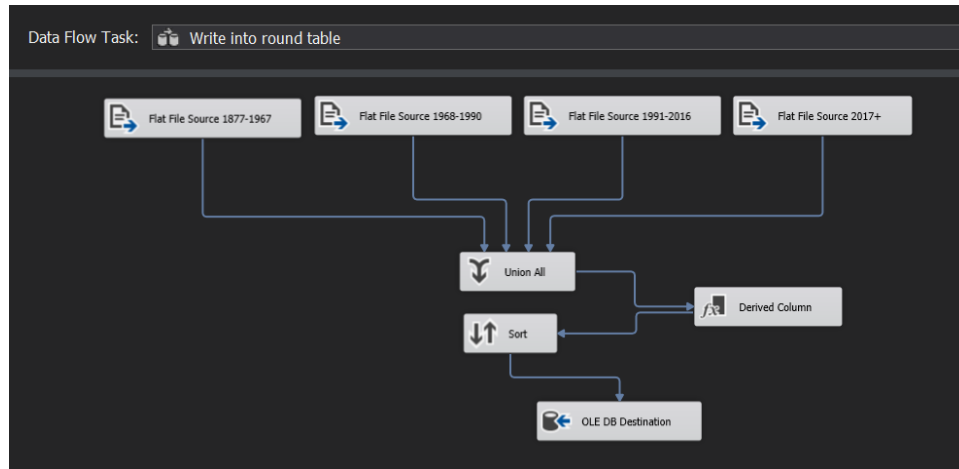 Data Flow Task: Write into round table
Flat File Source 1877-1967
Flat File Source 1968-1990
Flat File Source 1991-2016
Flat File Source 2017+
Union All
Derived Column
Sort
OLE DB Destination